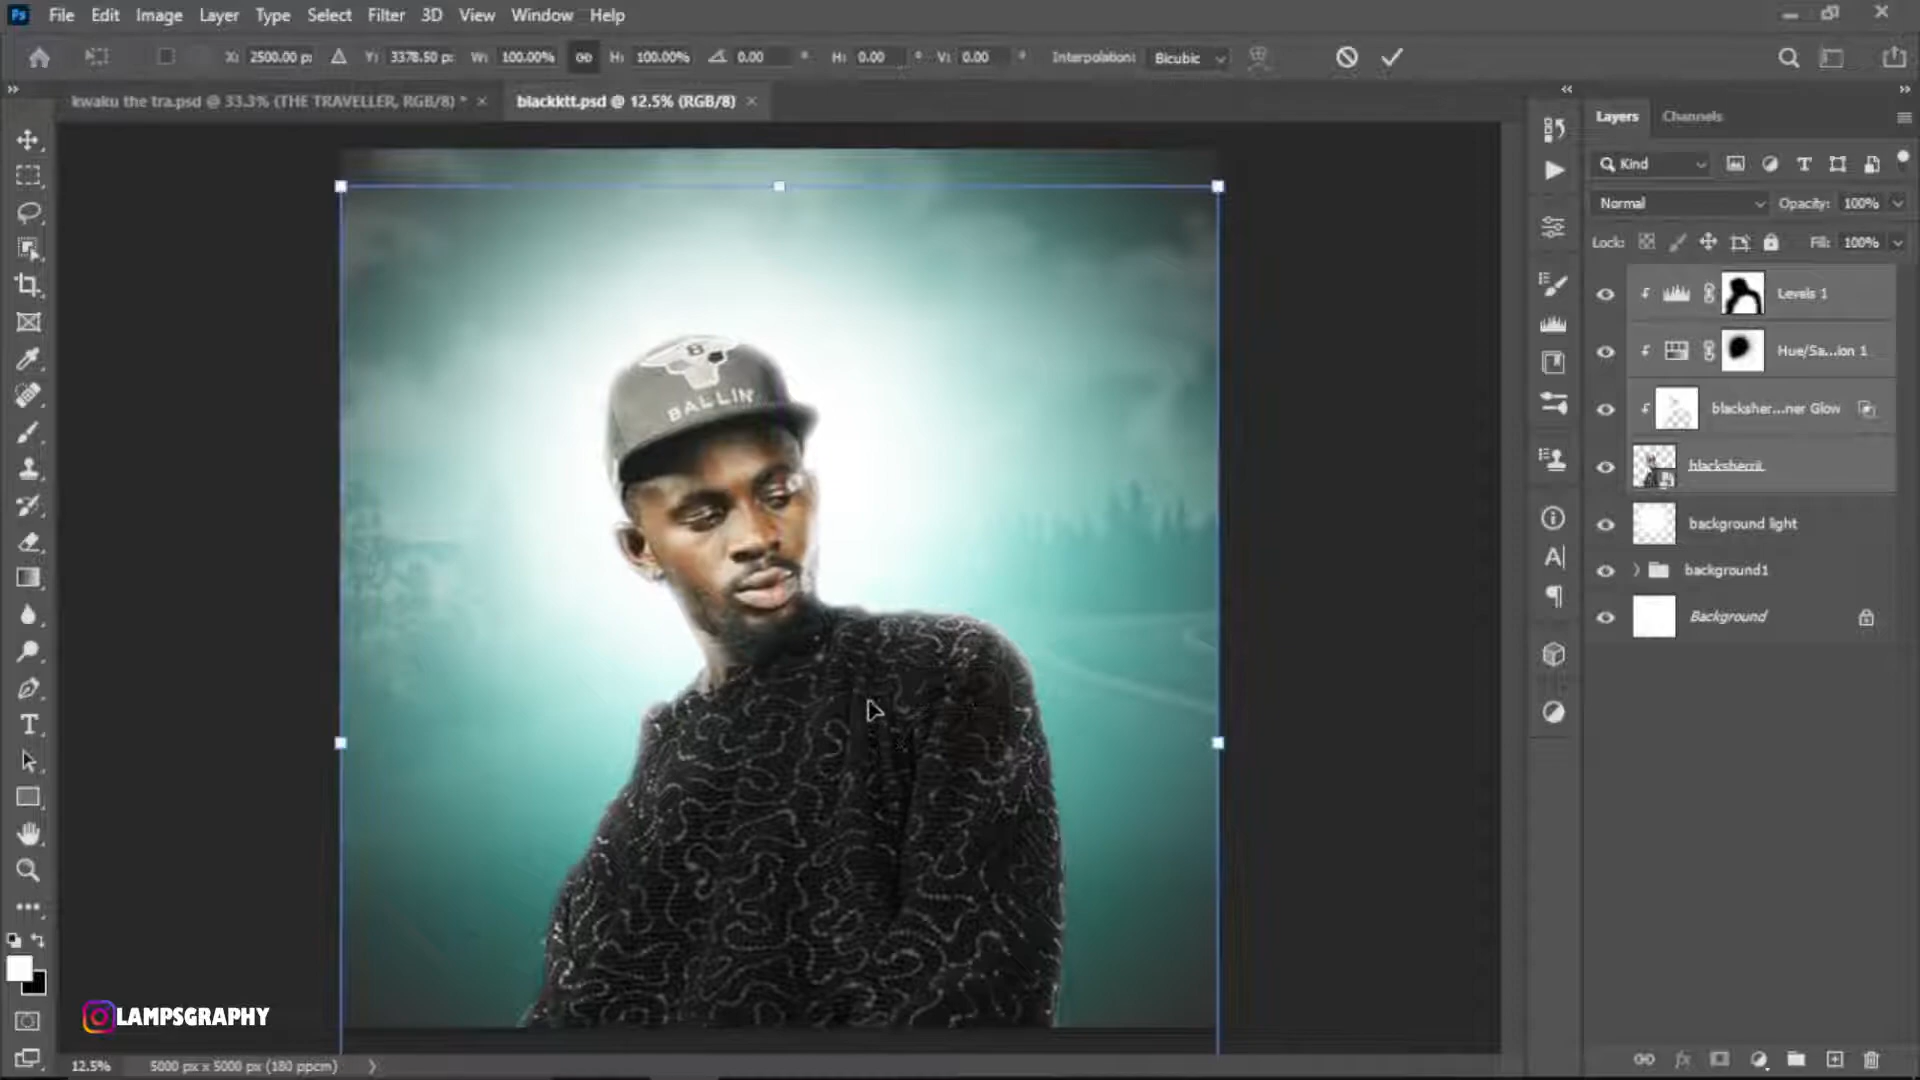 Ps File Edit Image Layer Type Select Filter 3D View Window Help
X: 2500.00 p: Y: 3378.50 p: W: 100.00% H: 100.00% 0.00 ° H: 0.00 ° V: 0.00 ° Interpolation: Bicubic
kwaku the tra.psd @ 33.3% (THE TRAVELLER, RGB/8) * × blackktt.psd @ 12.5% (RGB/8) ×
Layers Channels
Kind
Normal Opacity: 100%
Lock: Fill: 100%
Levels 1
Hue/Sa...ion 1
blacksher...ner Glow
background light
background1
Background
B
BALLIN
LAMPSGRAPHY
12.5% 5000 px x 5000 px (180 ppcm)